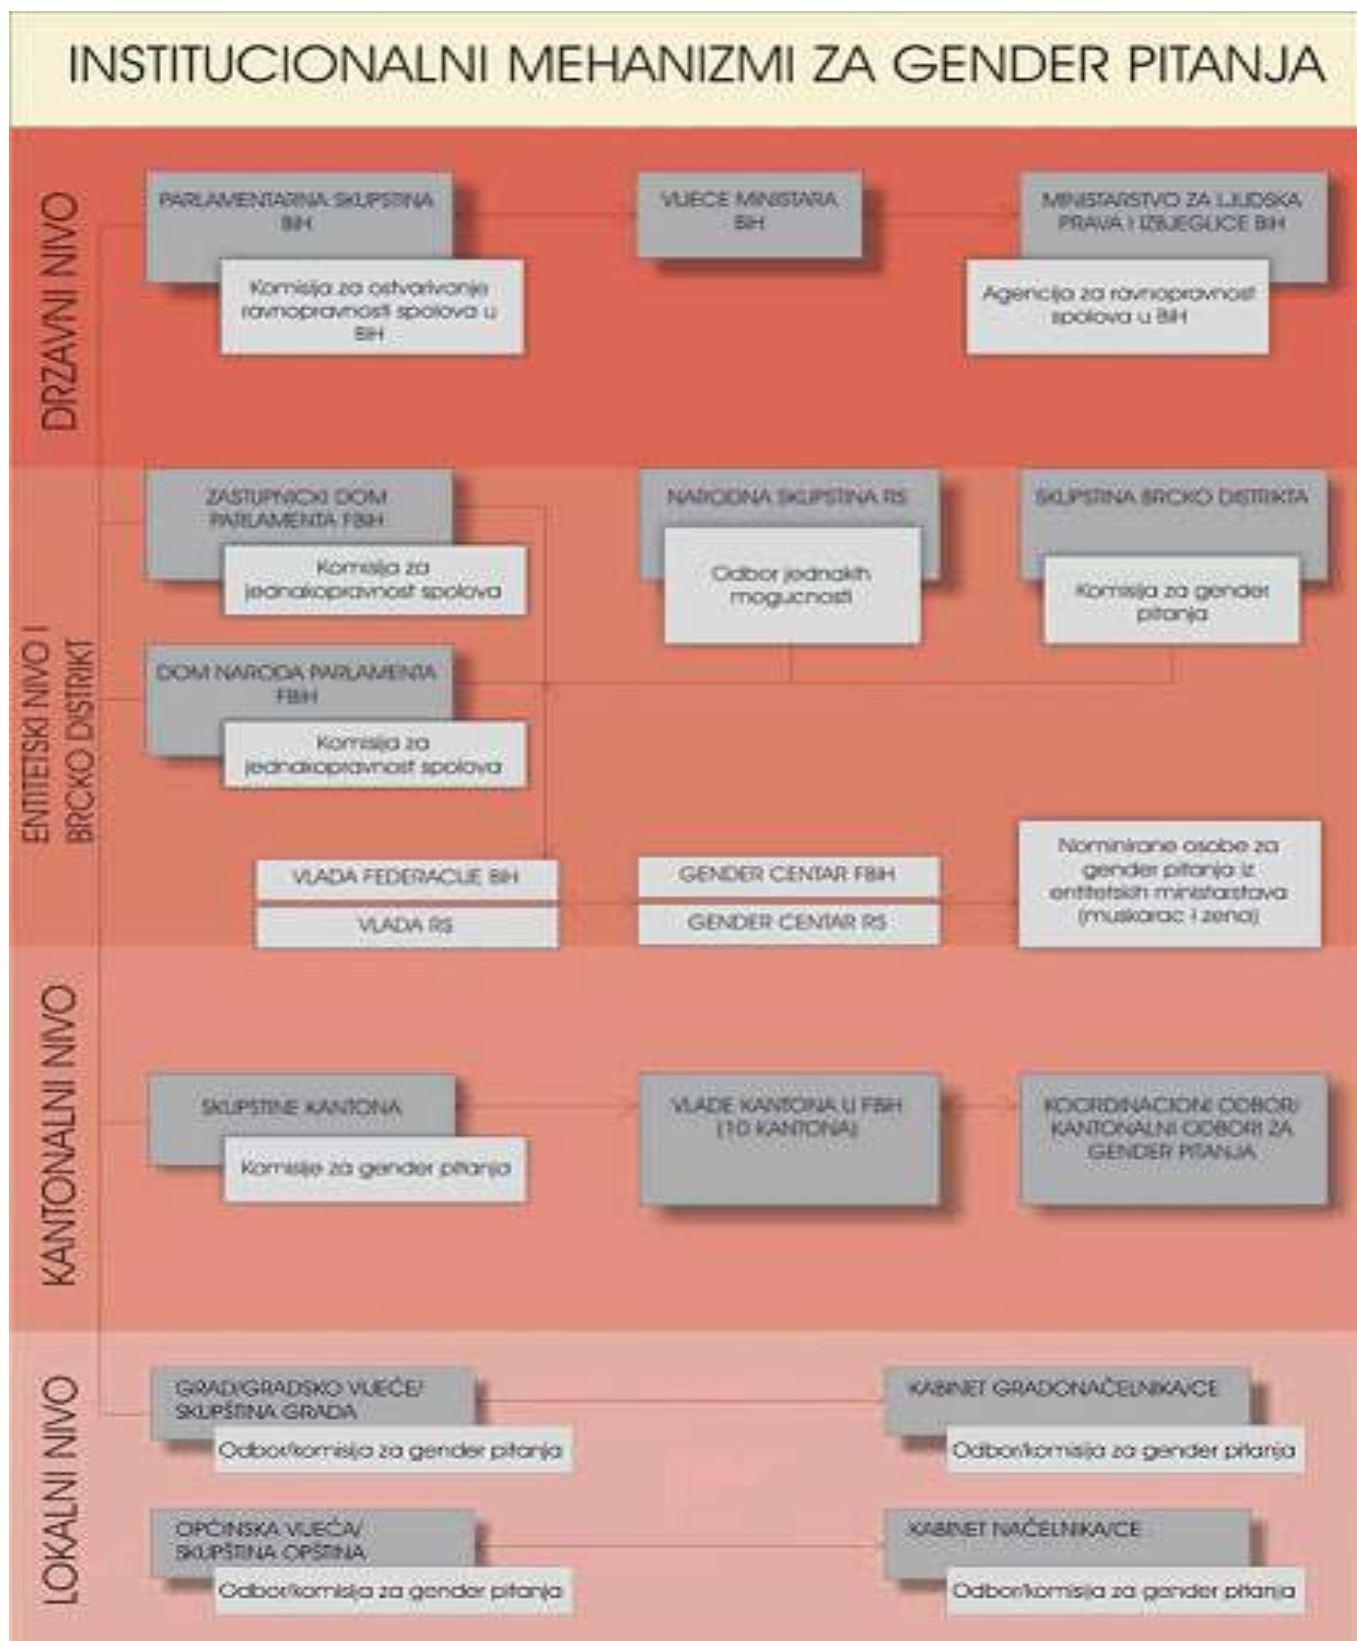 INSTITUCIONALNI MEHANIZMI ZA GENDER PITANJA
DRZAVNI NIVO
PARLAMENTARNA SKUPSTINA
BIH
Komisija za ostvarivanje
ravnopravnosti spolova u
BiH
VIJECE MINISTARA
BIH
MINISTARSTVO ZA LJUDSKA
PRAVA I IZBJEGLICE BIH
Agencija za ravnopravnost
spolova u BiH
ENTITETSKI NIVO I
BRCKO DISTRIKT
ZASTUPNICKI DOM
PARLAMENTA FBIH
Komisija za
jednakopravnost spolova
NARODNA SKUPSTINA RS
Odbor jednakih
mogucnosti
SKUPSTINA BRCKO DISTRIKTA
Komisija za gender
pitanja
DOM NARODA PARLAMENTA
FBIH
Komisija za
jednakopravnost spolova
VLADA FEDERACIJE BIH
VLADA RS
GENDER CENTAR FBIH
GENDER CENTAR RS
Nominirane osobe za
gender pitanja iz
entitetskih ministarstava
(muskarac i zena)
KANTONALNI NIVO
SKUPSTINE KANTONA
Komisije za gender pitanja
VLADE KANTONA U FBIH
(10 KANTONA)
KOORDINACIONI ODBOR/
KANTONALNI ODBORI ZA
GENDER PITANJA
LOKALNI NIVO
GRAD/GRADSKO VIJEĆE/
SKUPŠTINA GRADA
Odbor/komisija za gender pitanja
KABINET GRADONAČELNIKA/CE
Odbor/komisija za gender pitanja
OPĆINSKA VIJEĆA/
SKUPŠTINA OPŠTINA
Odbor/komisija za gender pitanja
KABINET NAČELNIKA/CE
Odbor/komisija za gender pitanja